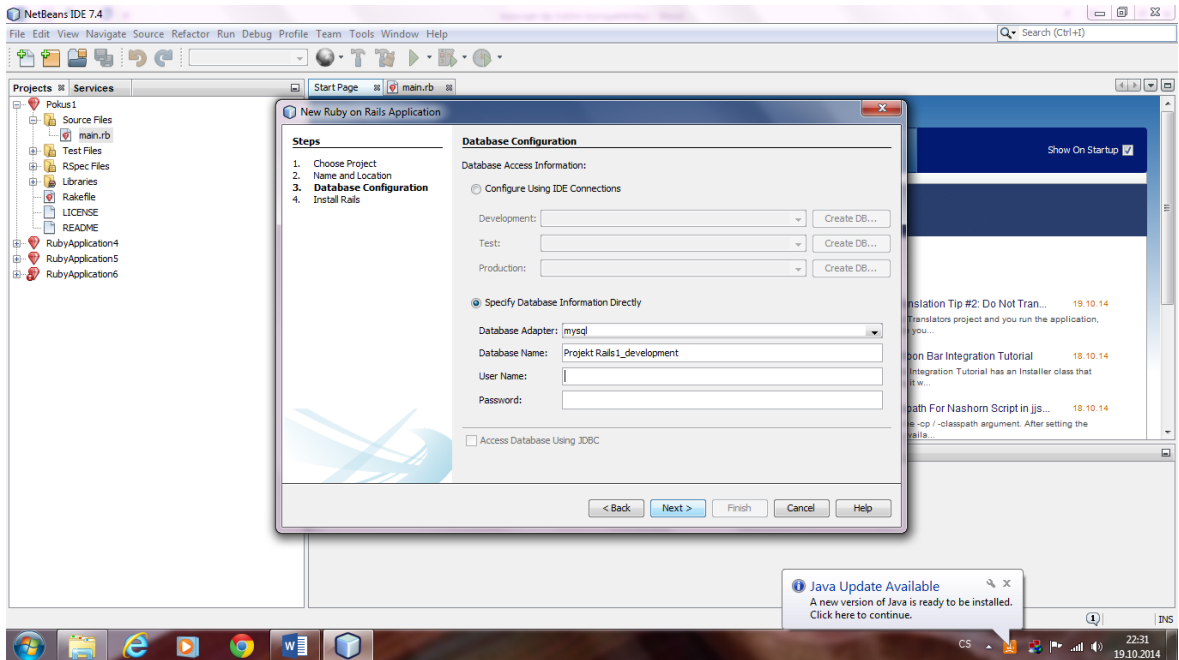 NetBeans IDE 7.4
File Edit View Navigate Source Refactor Run Debug Profile Team Tools Window Help
Search (Ctrl+I)
Projects Services
Start Page main.rb
Pokus1
Source Files
main.rb
Test Files
RSpec Files
Libraries
Rakefile
LICENSE
README
RubyApplication4
RubyApplication5
RubyApplication6
New Ruby on Rails Application
Steps
1. Choose Project
2. Name and Location
3. Database Configuration
4. Install Rails
Database Configuration
Database Access Information:
Configure Using IDE Connections
Development: Create DB...
Test: Create DB...
Production: Create DB...
Specify Database Information Directly
Database Adapter: mysql
Database Name: Projekt Rails1_development
User Name:
Password:
Access Database Using JDBC
< Back Next > Finish Cancel Help
Show On Startup
nslation Tip #2: Do Not Tran... 19.10.14
Translators project and you run the application,
you...
bon Bar Integration Tutorial 18.10.14
Integration Tutorial has an Installer class that
it w...
path For Nashorn Script in jjs... 18.10.14
e -cp / -classpath argument. After setting the
vaila...
Java Update Available
A new version of Java is ready to be installed.
Click here to continue.
1 INS
CS
22:31
19.10.2014